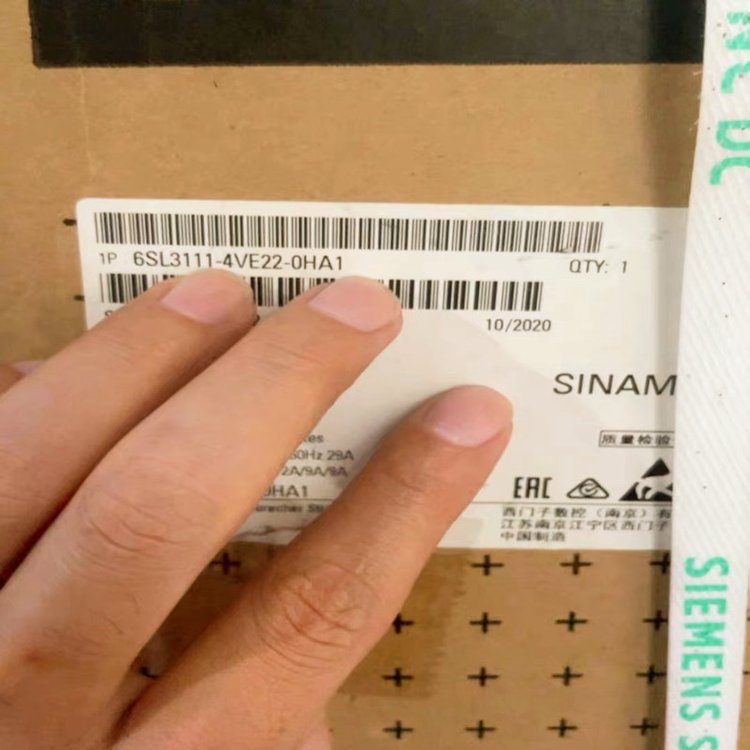 1P 6SL3111-4VE22-0HA1
QTY: 1
10/2020
SINAM
质量检验
60Hz 29A
2A/9A/9A
0HA1
EAC
西门子数控（南京）有
江苏南京江宁区西门子
中国制造
SIEMENS S